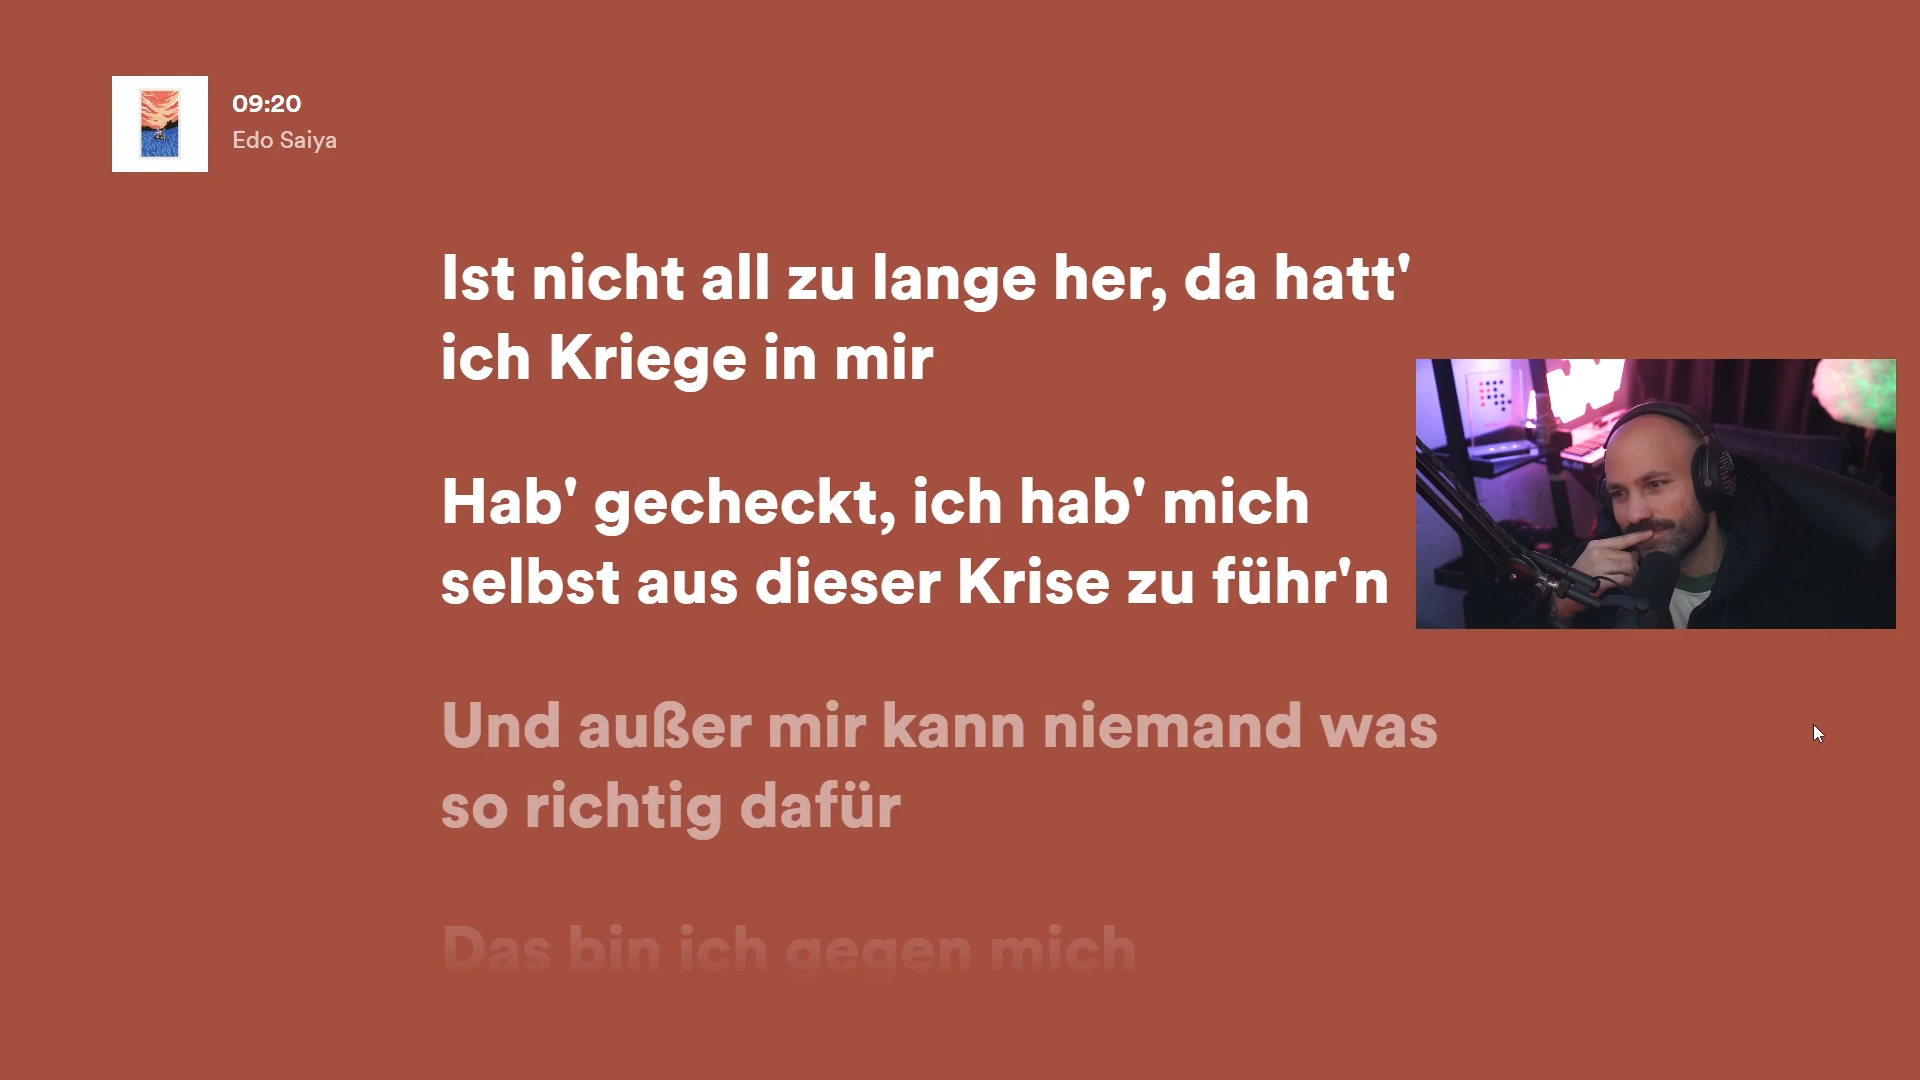 09:20
Edo Saiya
Ist nicht all zu lange her, da hatt'
ich Kriege in mir
Hab' gecheckt, ich hab' mich
selbst aus dieser Krise zu führ'n
Und außer mir kann niemand was
so richtig dafür
Das bin ich gegen mich